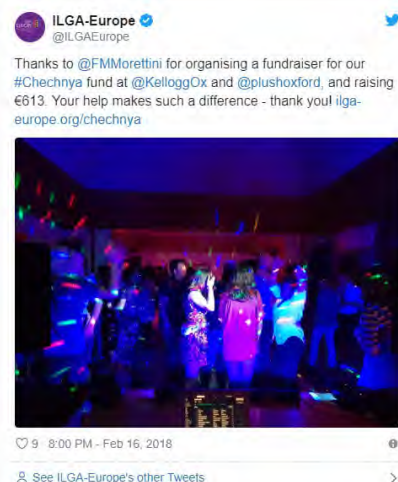 ILGA-Europe
@ILGAEurope
Thanks to @FMMorettini for organising a fundraiser for our
#Chechnya fund at @KelloggOx and @plushoxford, and raising
€613. Your help makes such a difference - thank you! ilga-
europe.org/chechnya
9 8:00 PM - Feb 16, 2018
See ILGA-Europe's other Tweets